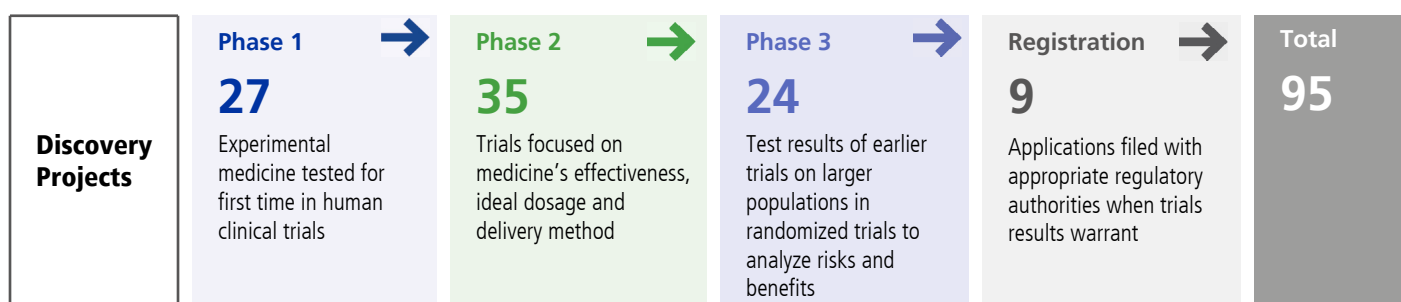 Discovery
Projects
Phase 1
27
Experimental
medicine tested for
first time in human
clinical trials
Phase 2
35
Trials focused on
medicine’s effectiveness,
ideal dosage and
delivery method
Phase 3
24
Test results of earlier
trials on larger
populations in
randomized trials to
analyze risks and
benefits
Registration
9
Applications filed with
appropriate regulatory
authorities when trials
results warrant
Total
95